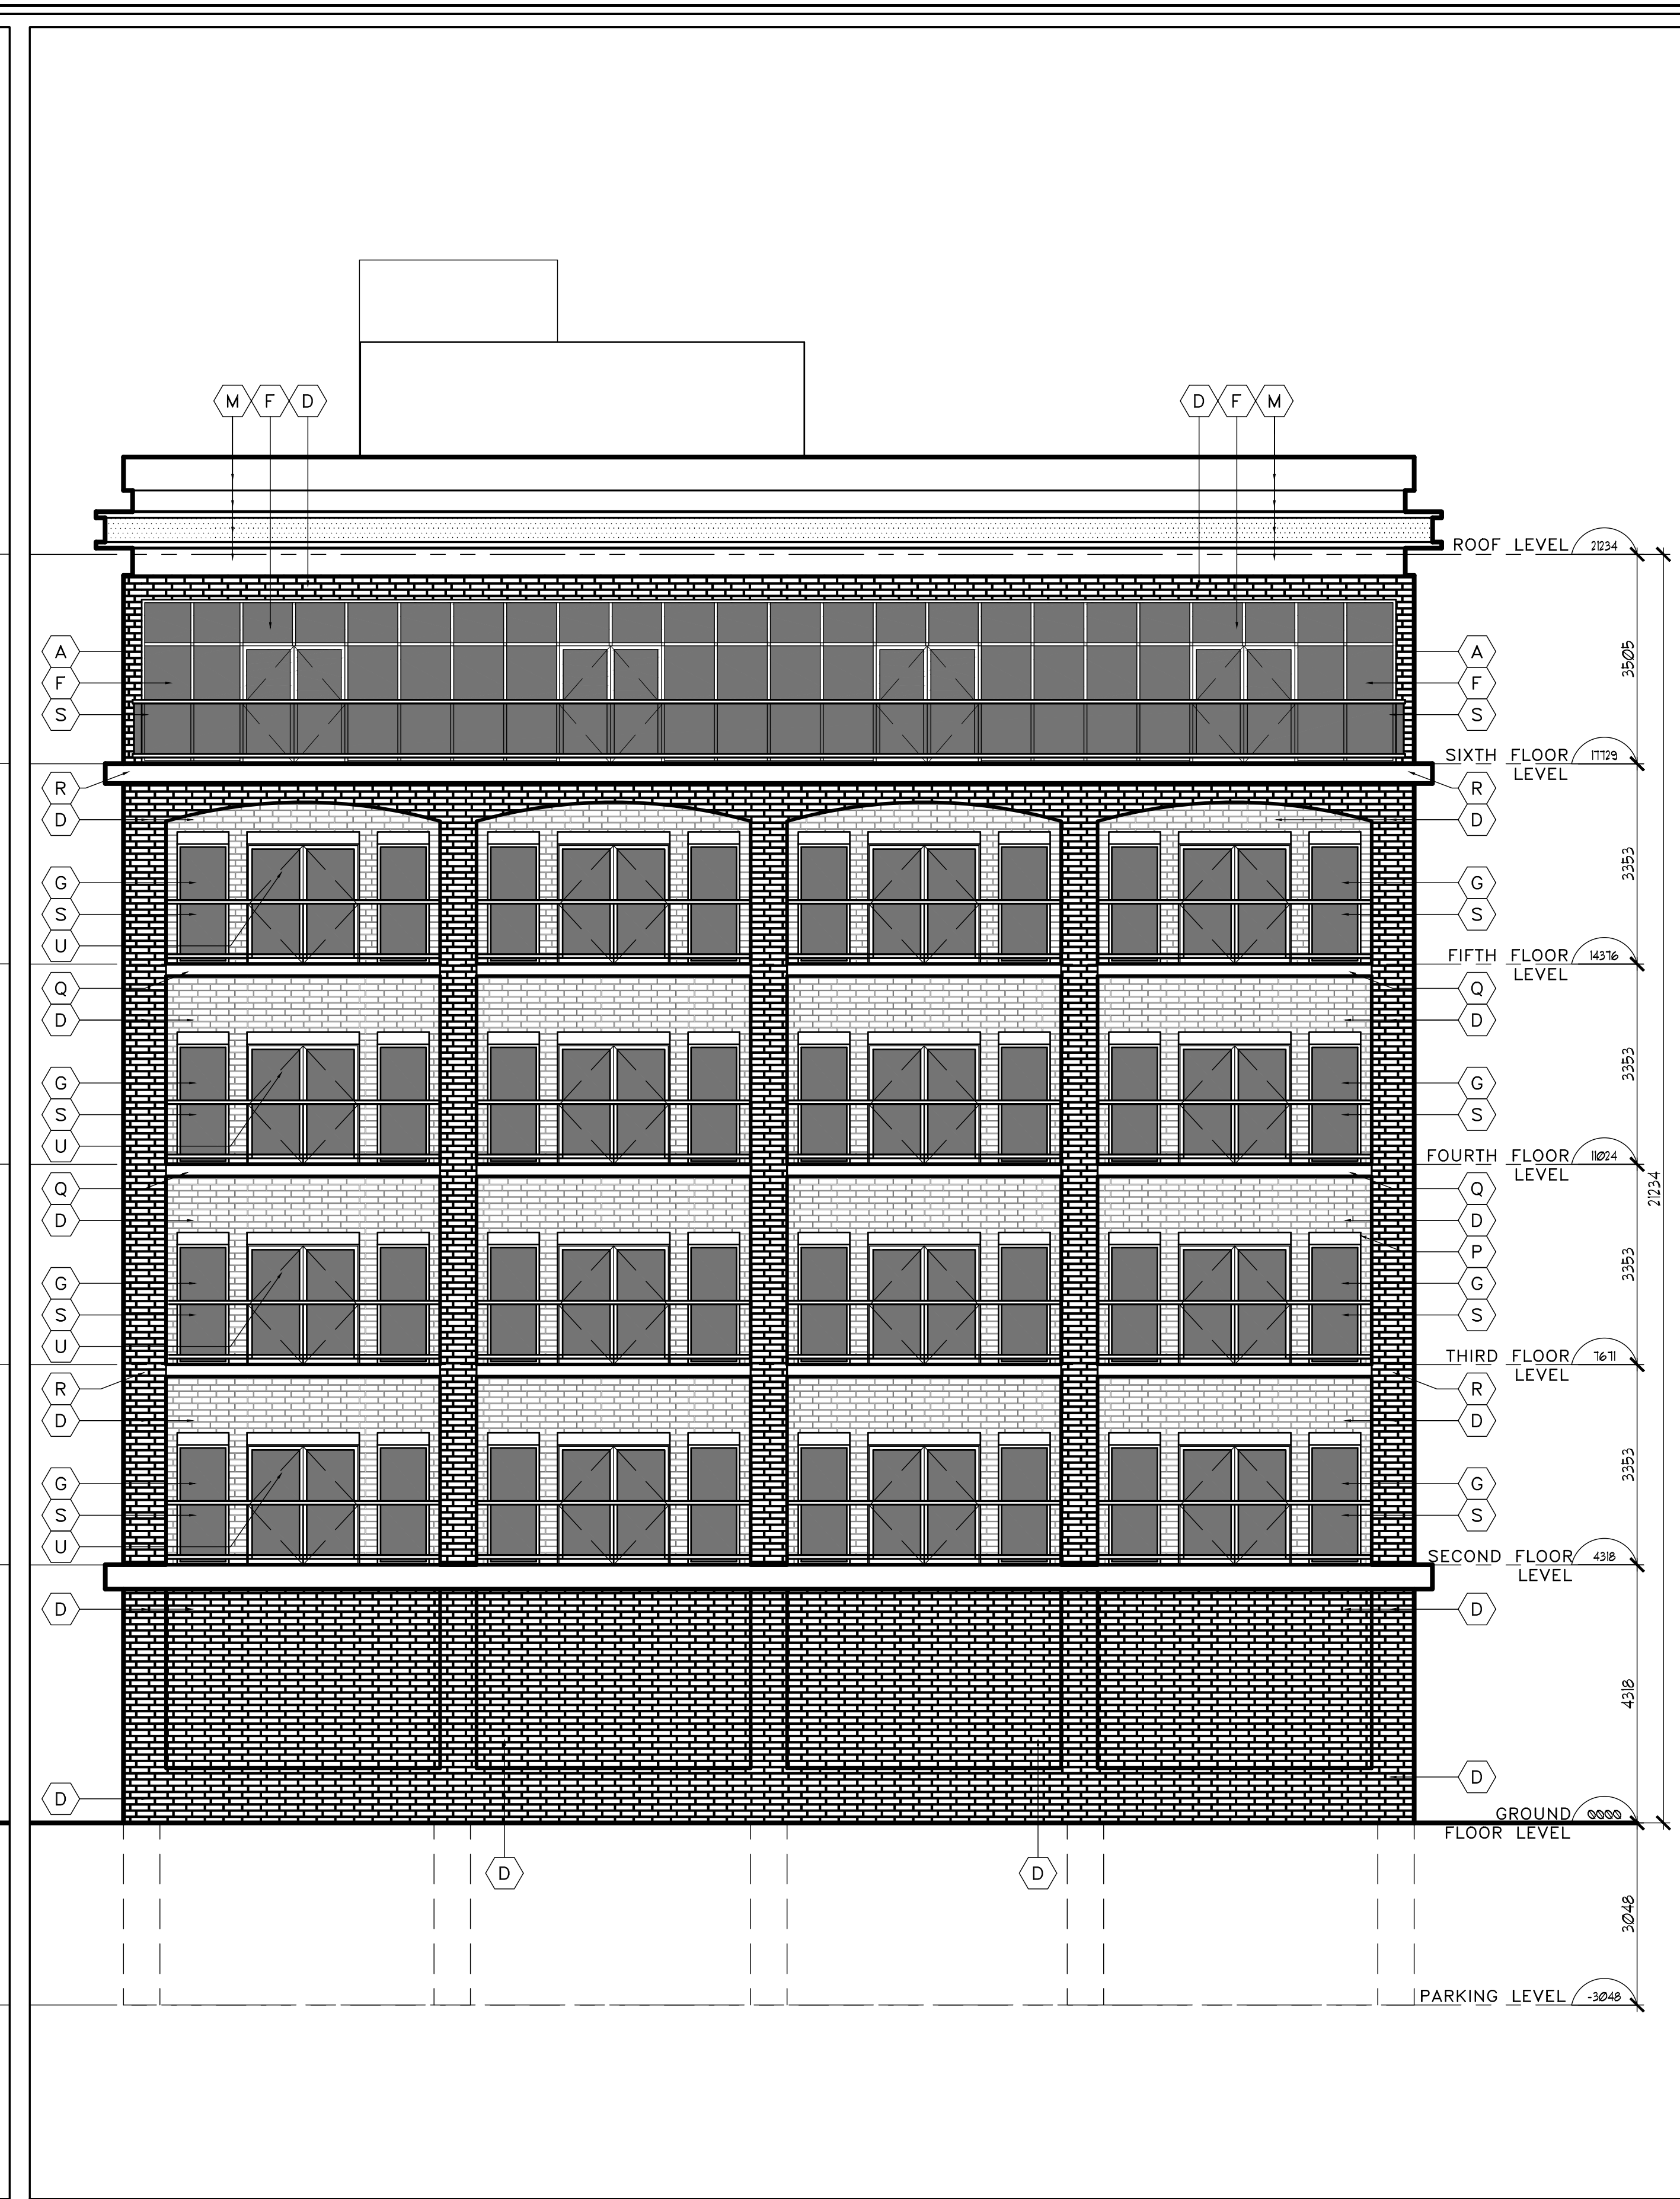 M F D
D F M
ROOF LEVEL 21234
A
A
3505
F
F
S
S
SIXTH FLOOR 17729
LEVEL
R
R
D
D
3353
G
G
S
S
U
FIFTH FLOOR 14376
LEVEL
Q
Q
D
D
3353
G
G
S
S
U
FOURTH FLOOR 11024
LEVEL
Q
Q
21234
D
D
P
3353
G
G
S
S
U
THIRD FLOOR 7671
LEVEL
R
R
D
D
3353
G
G
S
S
U
SECOND FLOOR 4318
LEVEL
D
D
4318
D
D
GROUND 0000
FLOOR LEVEL
D
D
3048
PARKING LEVEL -3048